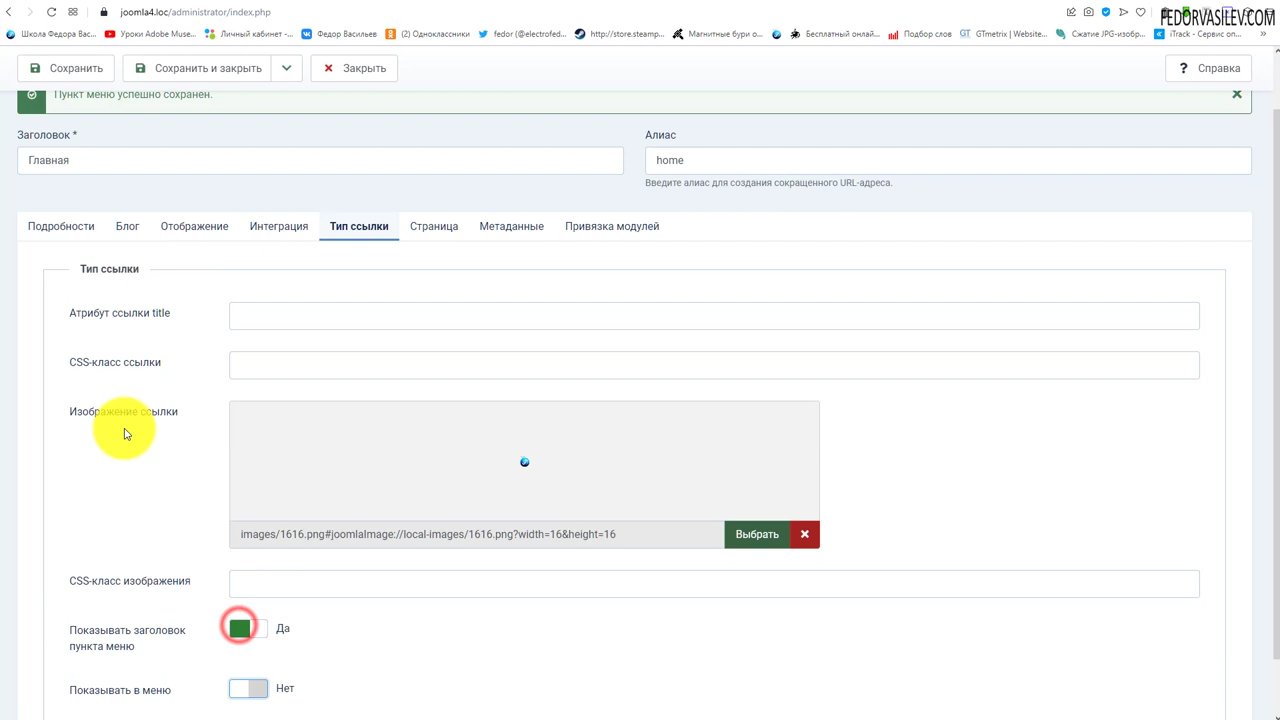 joomla4.loc/administrator/index.php
FEDORVASILEV.COM
Школа Федора Вас...
Уроки Adobe Muse...
Личный кабинет -...
Федор Васильев
(2) Одноклассники
fedor (@electrofed...
http://store.steamp...
Магнитные бури о...
Бесплатный онлай...
Подбор слов
GTmetrix | Website...
Сжатие JPG-изобр...
iTrack - Сервис оп...
Сохранить
Сохранить и закрыть
Закрыть
Справка
Пункт меню успешно сохранен.
Заголовок *
Алиас
Главная
home
Введите алиас для создания сокращенного URL-адреса.
Подробности
Блог
Отображение
Интеграция
Тип ссылки
Страница
Метаданные
Привязка модулей
Тип ссылки
Атрибут ссылки title
CSS-класс ссылки
Изображение ссылки
images/1616.png#joomlaImage://local-images/1616.png?width=16&height=16
Выбрать
CSS-класс изображения
Показывать заголовок
пункта меню
Да
Показывать в меню
Нет